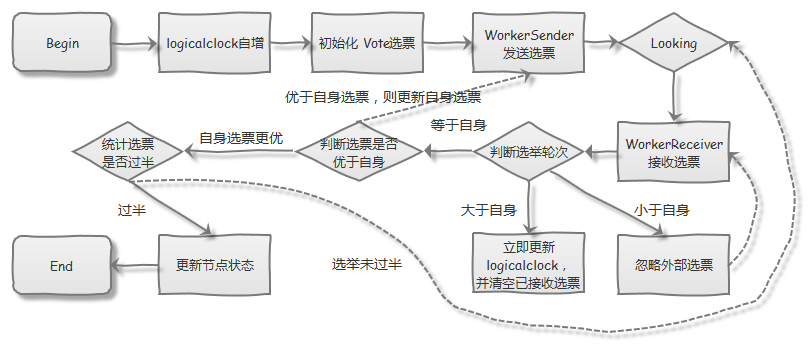 Begin
logicalclock自增
初始化 Vote选票
WorkerSender
发送选票
Looking
优于自身选票，则更新自身选票
统计选票
是否过半
自身选票更优
判断选票是否
优于自身
等于自身
判断选举轮次
WorkerReceiver
接收选票
过半
大于自身
小于自身
End
更新节点状态
选举未过半
立即更新
logicalclock，
并清空已接收选票
忽略外部选票